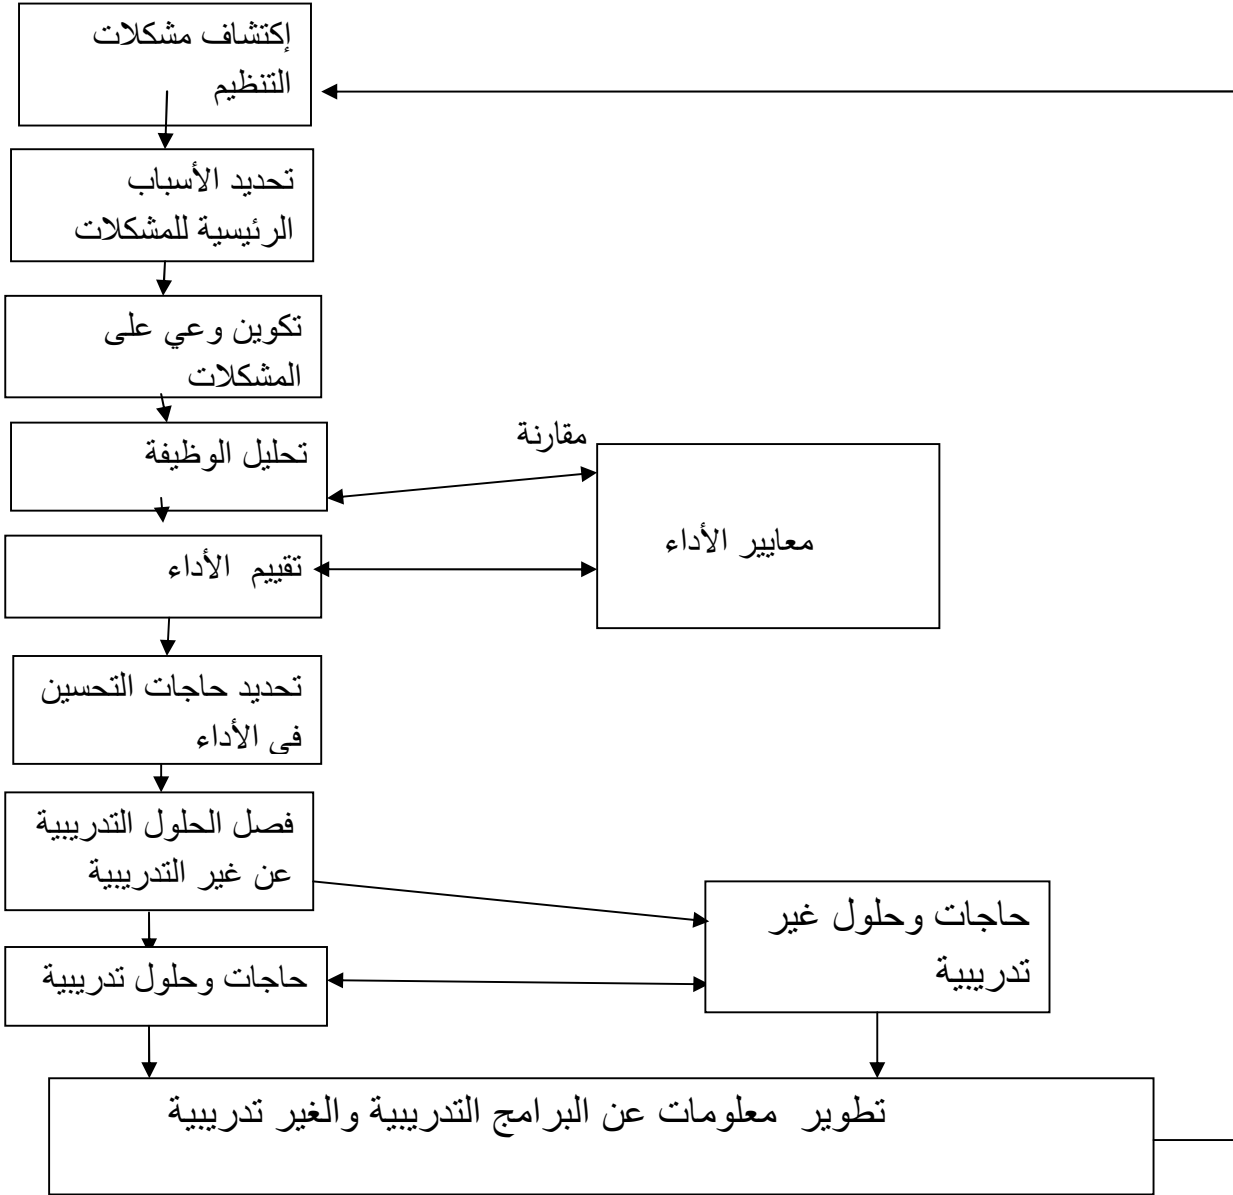 إكتشاف مشكلات
التنظيم
تحديد الأسباب
الرئيسية للمشكلات
تكوين وعي على
المشكلات
تحليل الوظيفة
مقارنة
معايير الأداء
تقييم الأداء
تحديد حاجات التحسين
في الأداء
فصل الحلول التدريبية
عن غير التدريبية
حاجات وحلول غير
تدريبية
حاجات وحلول تدريبية
تطوير معلومات عن البرامج التدريبية والغير تدريبية